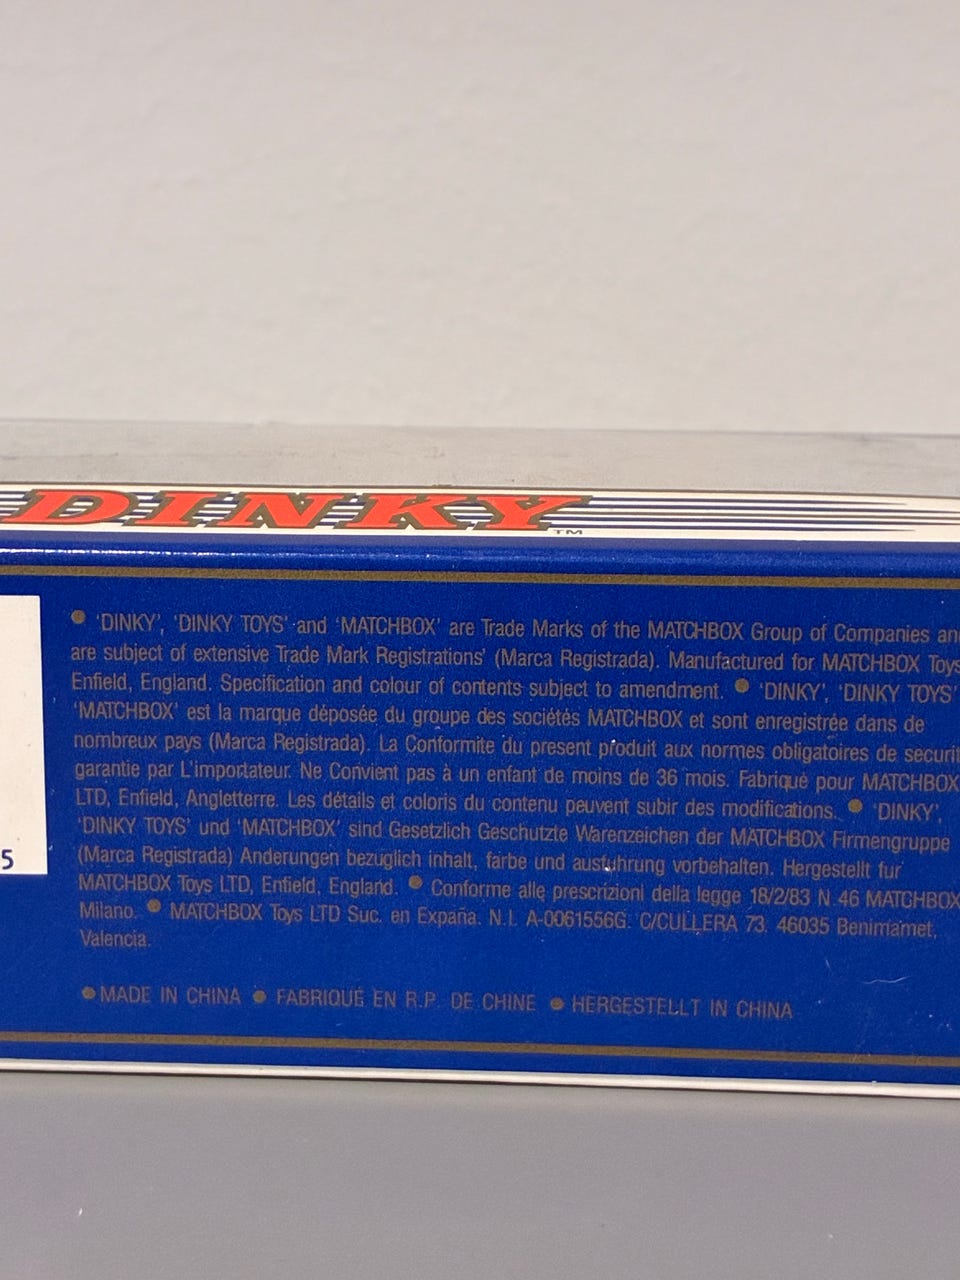 DINKY™
5
• 'DINKY', 'DINKY TOYS' and 'MATCHBOX' are Trade Marks of the MATCHBOX Group of Companies an
are subject of extensive Trade Mark Registrations' (Marca Registrada). Manufactured for MATCHBOX Toys
Enfield, England. Specification and colour of contents subject to amendment. • 'DINKY', 'DINKY TOYS'
'MATCHBOX' est la marque déposée du groupe des sociétés MATCHBOX et sont enregistrée dans de
nombreux pays (Marca Registrada). La Conformite du present produit aux normes obligatoires de securit
garantie par L'importateur. Ne Convient pas à un enfant de moins de 36 mois. Fabriqué pour MATCHBOX
LTD, Enfield, Angletterre. Les détails et coloris du contenu peuvent subir des modifications. • 'DINKY',
'DINKY TOYS' und 'MATCHBOX' sind Gesetzlich Geschutzte Warenzeichen der MATCHBOX Firmengruppe
(Marca Registrada) Anderungen bezuglich inhalt, farbe und ausfuhrung vorbehalten. Hergestellt fur
MATCHBOX Toys LTD, Enfield, England. • Conforme alle prescrizioni della legge 18/2/83 N.46 MATCHBOX
Milano. • MATCHBOX Toys LTD Suc. en Expaña. N.I. A-0061556G. C/CULLERA 73. 46035 Benimamet,
Valencia.
• MADE IN CHINA • FABRIQUÉ EN R.P. DE CHINE • HERGESTELLT IN CHINA